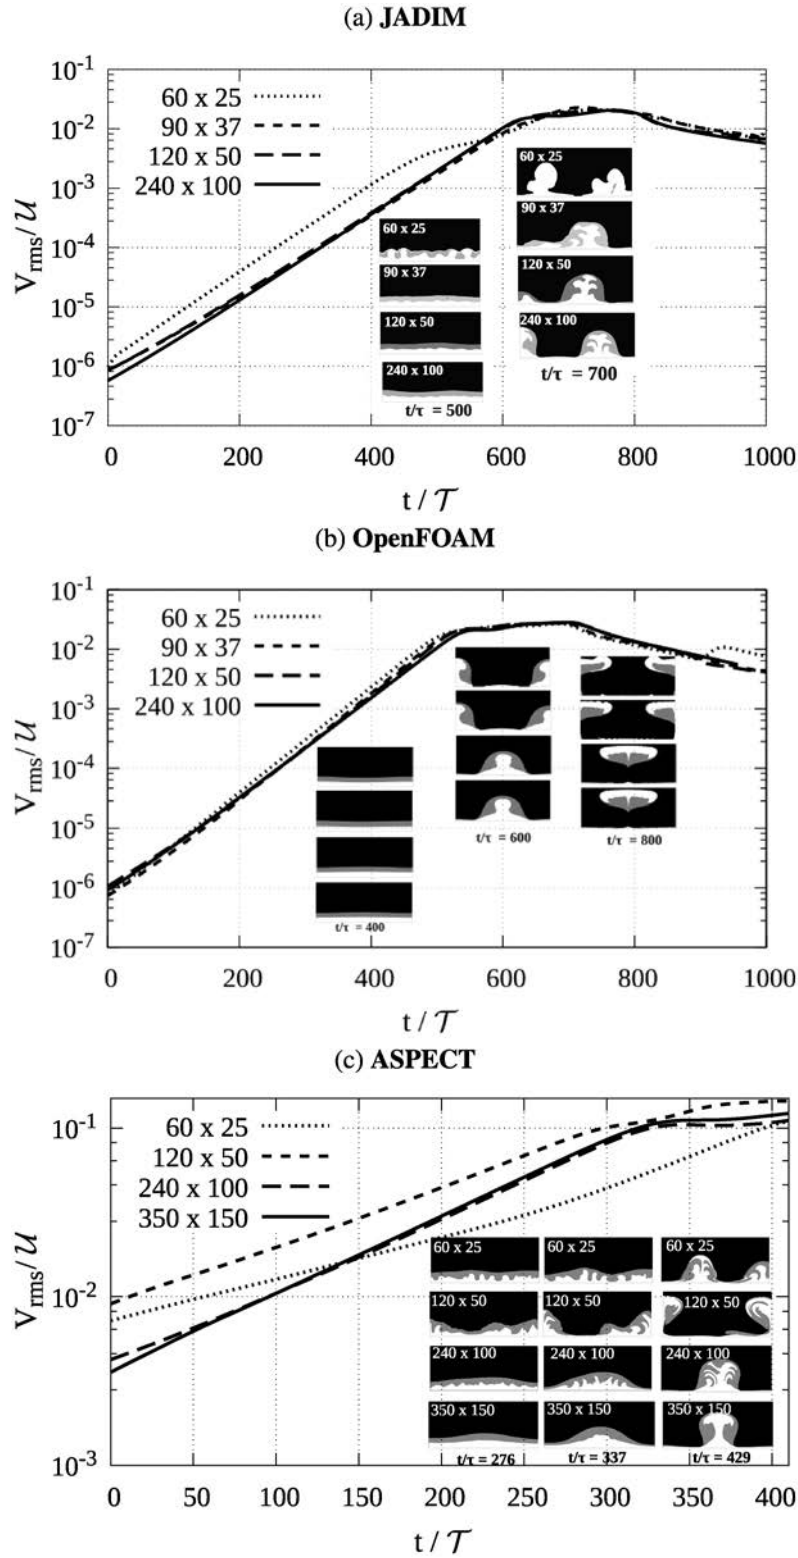 (a) JADIM
10⁻¹
10⁻²
10⁻³
10⁻⁴
10⁻⁵
10⁻⁶
10⁻⁷
V_rms/𝒰
60 x 25
90 x 37
120 x 50
240 x 100
60 x 25
90 x 37
120 x 50
240 x 100
t/τ = 500
60 x 25
90 x 37
120 x 50
240 x 100
t/τ = 700
0 200 400 600 800 1000
t / 𝒯
(b) OpenFOAM
10⁻¹
10⁻²
10⁻³
10⁻⁴
10⁻⁵
10⁻⁶
10⁻⁷
V_rms/𝒰
60 x 25
90 x 37
120 x 50
240 x 100
t/τ = 400
t/τ = 600
t/τ = 800
0 200 400 600 800 1000
t / 𝒯
(c) ASPECT
10⁻¹
10⁻²
10⁻³
V_rms/𝒰
60 x 25
120 x 50
240 x 100
350 x 150
60 x 25 60 x 25 60 x 25
120 x 50 120 x 50 120 x 50
240 x 100 240 x 100 240 x 100
350 x 150 350 x 150 350 x 150
t/τ = 276 t/τ = 337 t/τ = 429
0 50 100 150 200 250 300 350 400
t / 𝒯